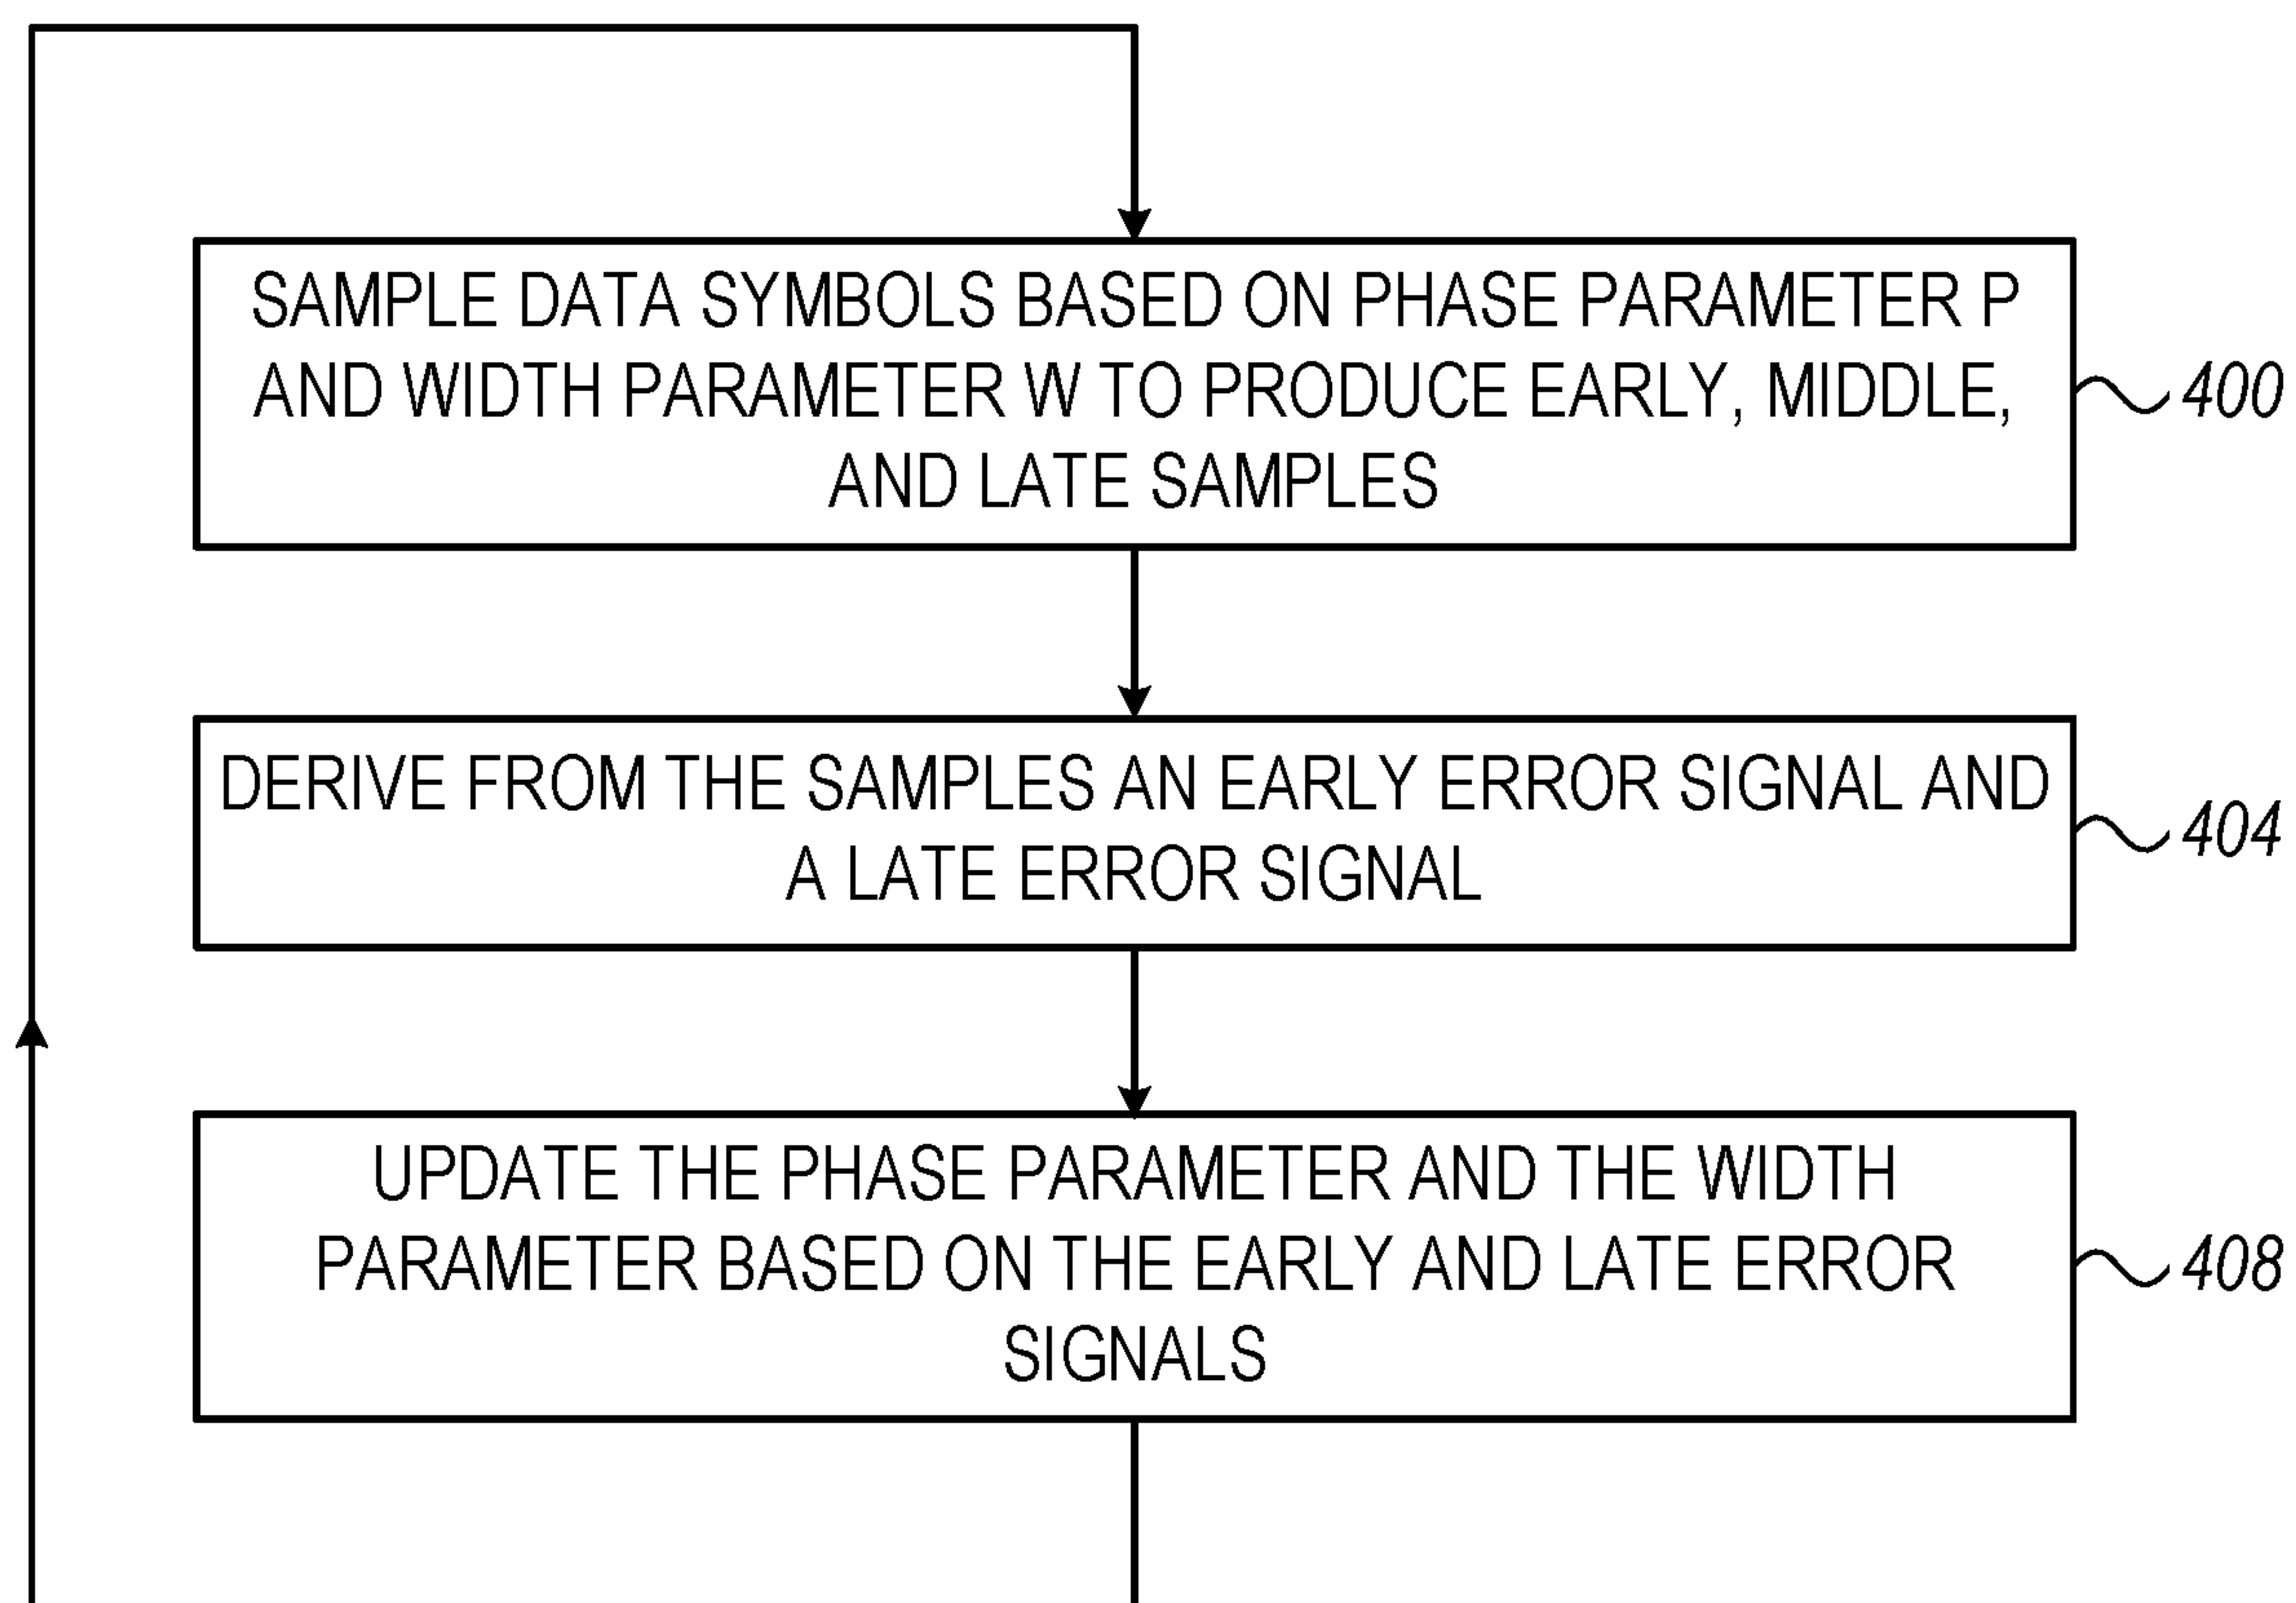 SAMPLE DATA SYMBOLS BASED ON PHASE PARAMETER P
AND WIDTH PARAMETER W TO PRODUCE EARLY, MIDDLE,
AND LATE SAMPLES
400
DERIVE FROM THE SAMPLES AN EARLY ERROR SIGNAL AND
A LATE ERROR SIGNAL
404
UPDATE THE PHASE PARAMETER AND THE WIDTH
PARAMETER BASED ON THE EARLY AND LATE ERROR
SIGNALS
408